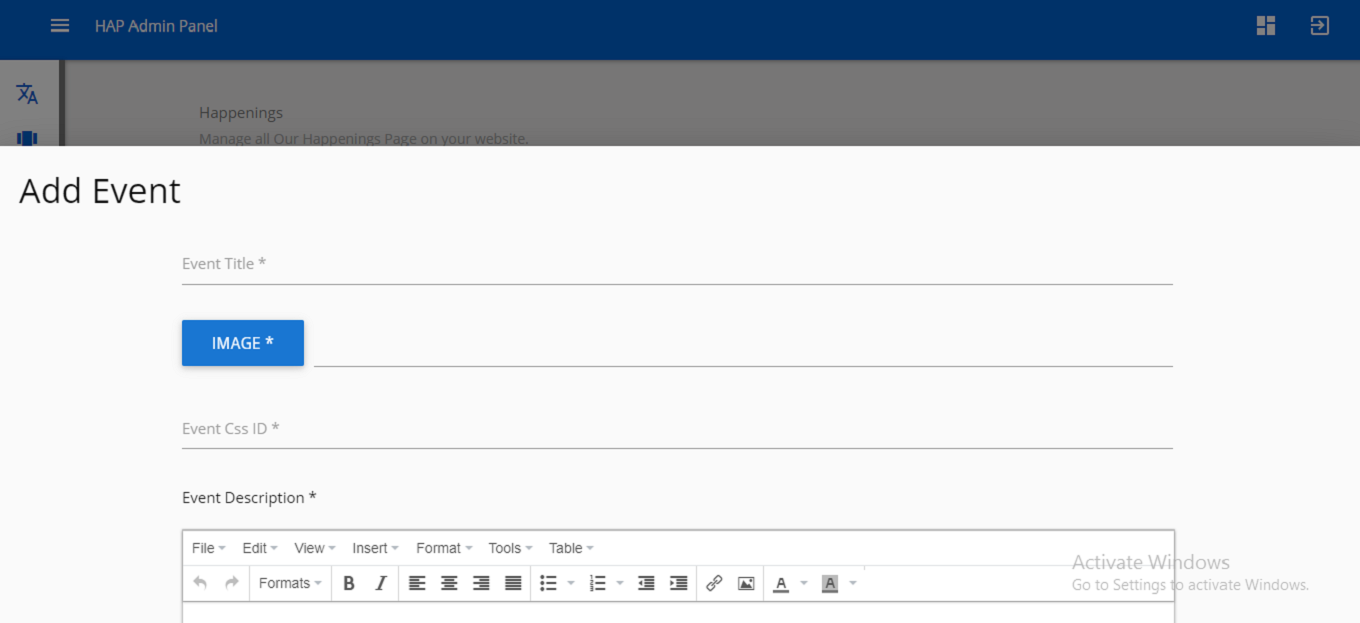 HAP Admin Panel
Happenings
Manage all Our Happenings Page on your website.
Add Event
Event Title *
IMAGE *
Event Css ID *
Event Description *
File Edit View Insert Format Tools Table
Formats B I A A
Activate Windows
Go to Settings to activate Windows.